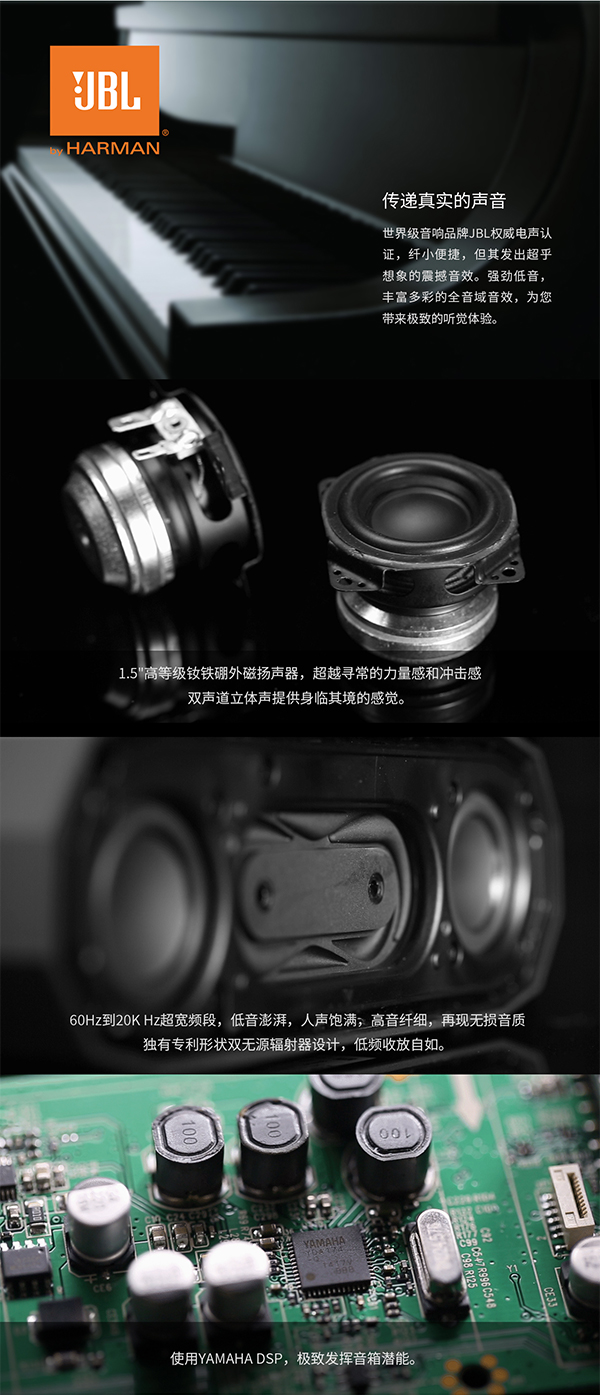 JBL
by HARMAN®
传递真实的声音
世界级音响品牌JBL权威电声认
证，纤小便捷，但其发出超乎
想象的震撼音效。强劲低音，
丰富多彩的全音域音效，为您
带来极致的听觉体验。
1.5"高等级钕铁硼外磁扬声器，超越寻常的力量感和冲击感
双声道立体声提供身临其境的感觉。
60Hz到20K Hz超宽频段，低音澎湃，人声饱满，高音纤细，再现无损音质
独有专利形状双无源辐射器设计，低频收放自如。
100
100
100
YAMAHA
C99
C92
C98 R125
Y1
CE33
CE6
使用YAMAHA DSP，极致发挥音箱潜能。